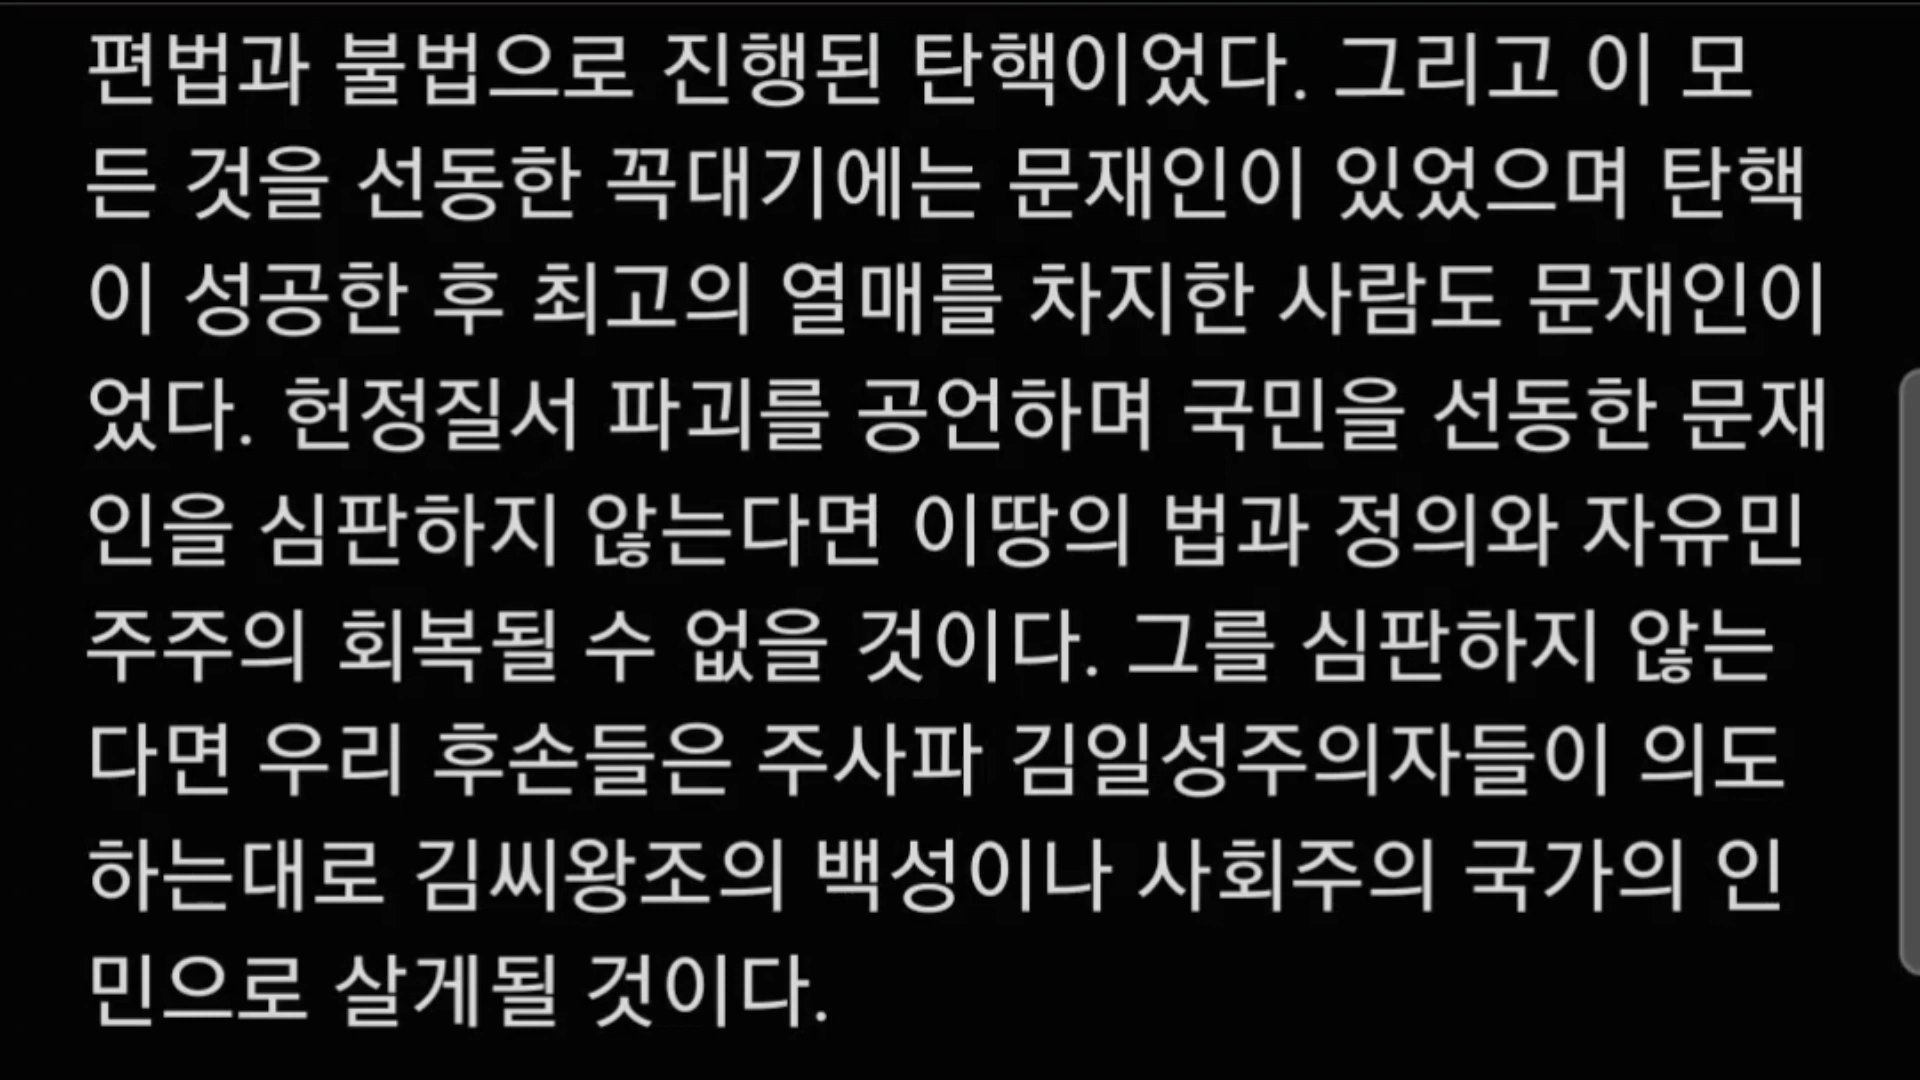 편법과 불법으로 진행된 탄핵이었다. 그리고 이 모
든 것을 선동한 꼭대기에는 문재인이 있었으며 탄핵
이 성공한 후 최고의 열매를 차지한 사람도 문재인이
었다. 헌정질서 파괴를 공언하며 국민을 선동한 문재
인을 심판하지 않는다면 이땅의 법과 정의와 자유민
주주의 회복될 수 없을 것이다. 그를 심판하지 않는
다면 우리 후손들은 주사파 김일성주의자들이 의도
하는대로 김씨왕조의 백성이나 사회주의 국가의 인
민으로 살게될 것이다.